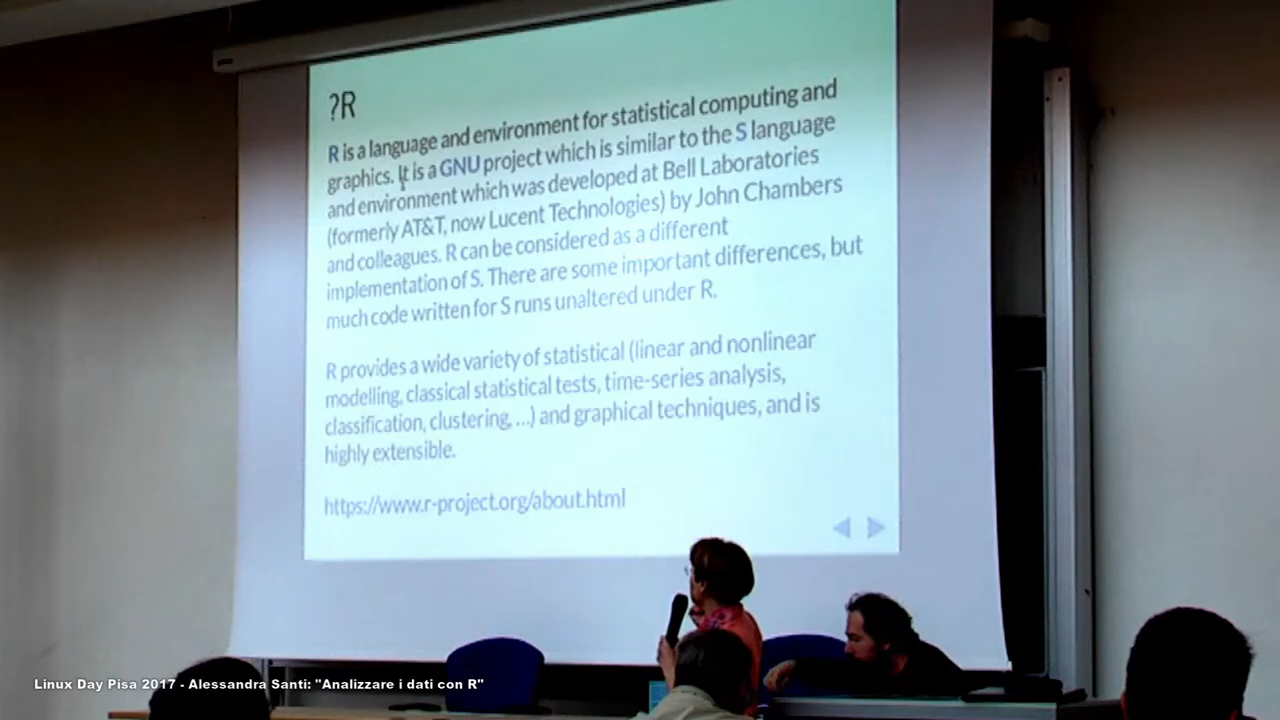 ?R
R is a language and environment for statistical computing and
graphics. It is a GNU project which is similar to the S language
and environment which was developed at Bell Laboratories
(formerly AT&T, now Lucent Technologies) by John Chambers
and colleagues. R can be considered as a different
implementation of S. There are some important differences, but
much code written for S runs unaltered under R.
R provides a wide variety of statistical (linear and nonlinear
modelling, classical statistical tests, time-series analysis,
classification, clustering, ...) and graphical techniques, and is
highly extensible.
https://www.r-project.org/about.html
Linux Day Pisa 2017 - Alessandra Santi: "Analizzare i dati con R"